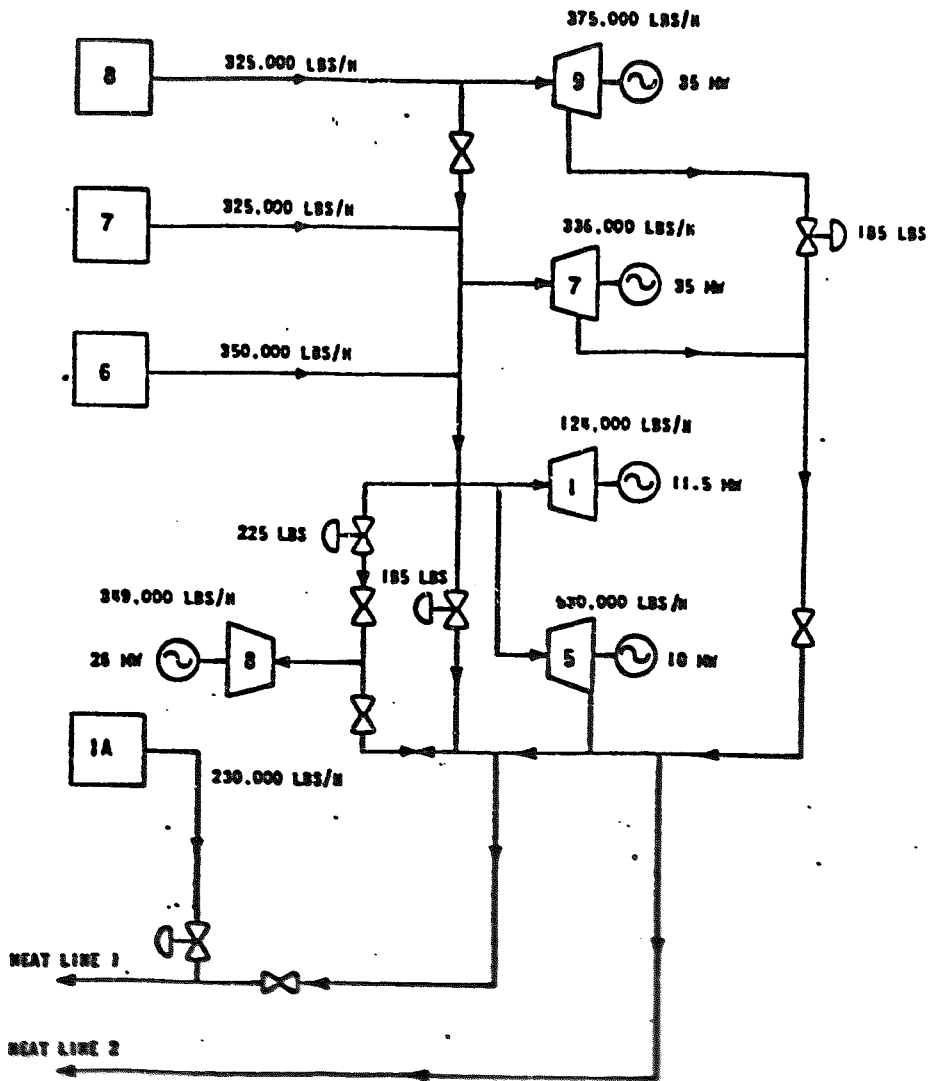 375,000 LBS/H
8
325,000 LBS/H
9
35 MW
7
325,000 LBS/H
336,000 LBS/H
185 LBS
7
35 MW
6
350,000 LBS/H
124,000 LBS/H
1
11.5 MW
225 LBS
185 LBS
349,000 LBS/H
LBS/H
26 MW
8
5
10 MW
1A
230,000 LBS/H
HEAT LINE 1
HEAT LINE 2